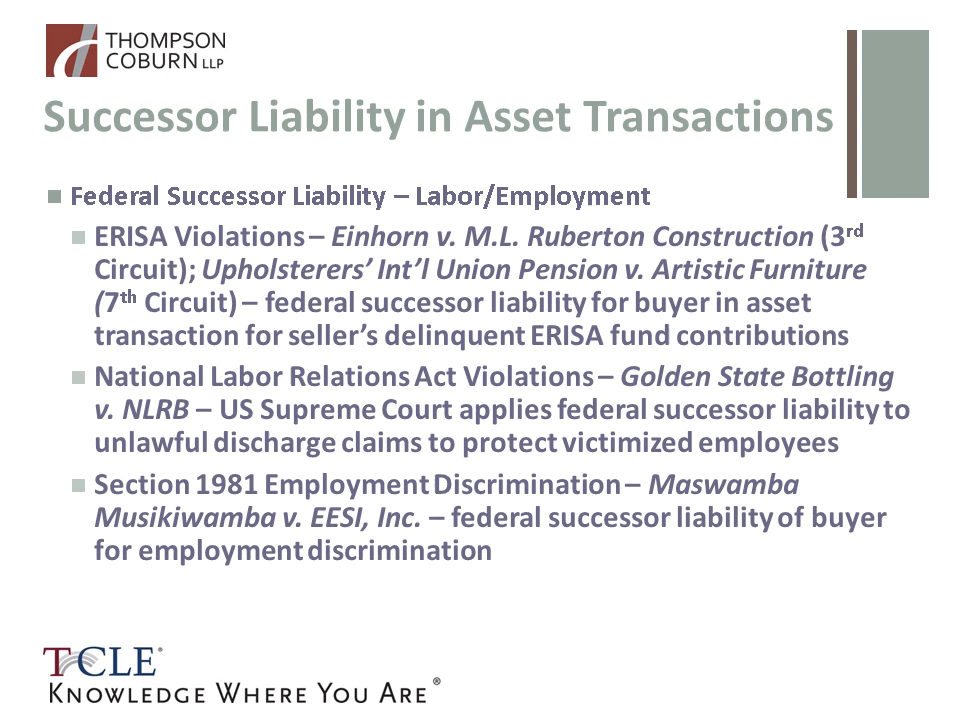 THOMPSON
COBURN LLP
Successor Liability in Asset Transactions
Federal Successor Liability – Labor/Employment
ERISA Violations – Einhorn v. M.L. Ruberton Construction (3rd
Circuit); Upholsterers’ Int’l Union Pension v. Artistic Furniture
(7th Circuit) – federal successor liability for buyer in asset
transaction for seller’s delinquent ERISA fund contributions
National Labor Relations Act Violations – Golden State Bottling
v. NLRB – US Supreme Court applies federal successor liability to
unlawful discharge claims to protect victimized employees
Section 1981 Employment Discrimination – Maswamba
Musikiwamba v. EESI, Inc. – federal successor liability of buyer
for employment discrimination
TCLE®
KNOWLEDGE WHERE YOU ARE®